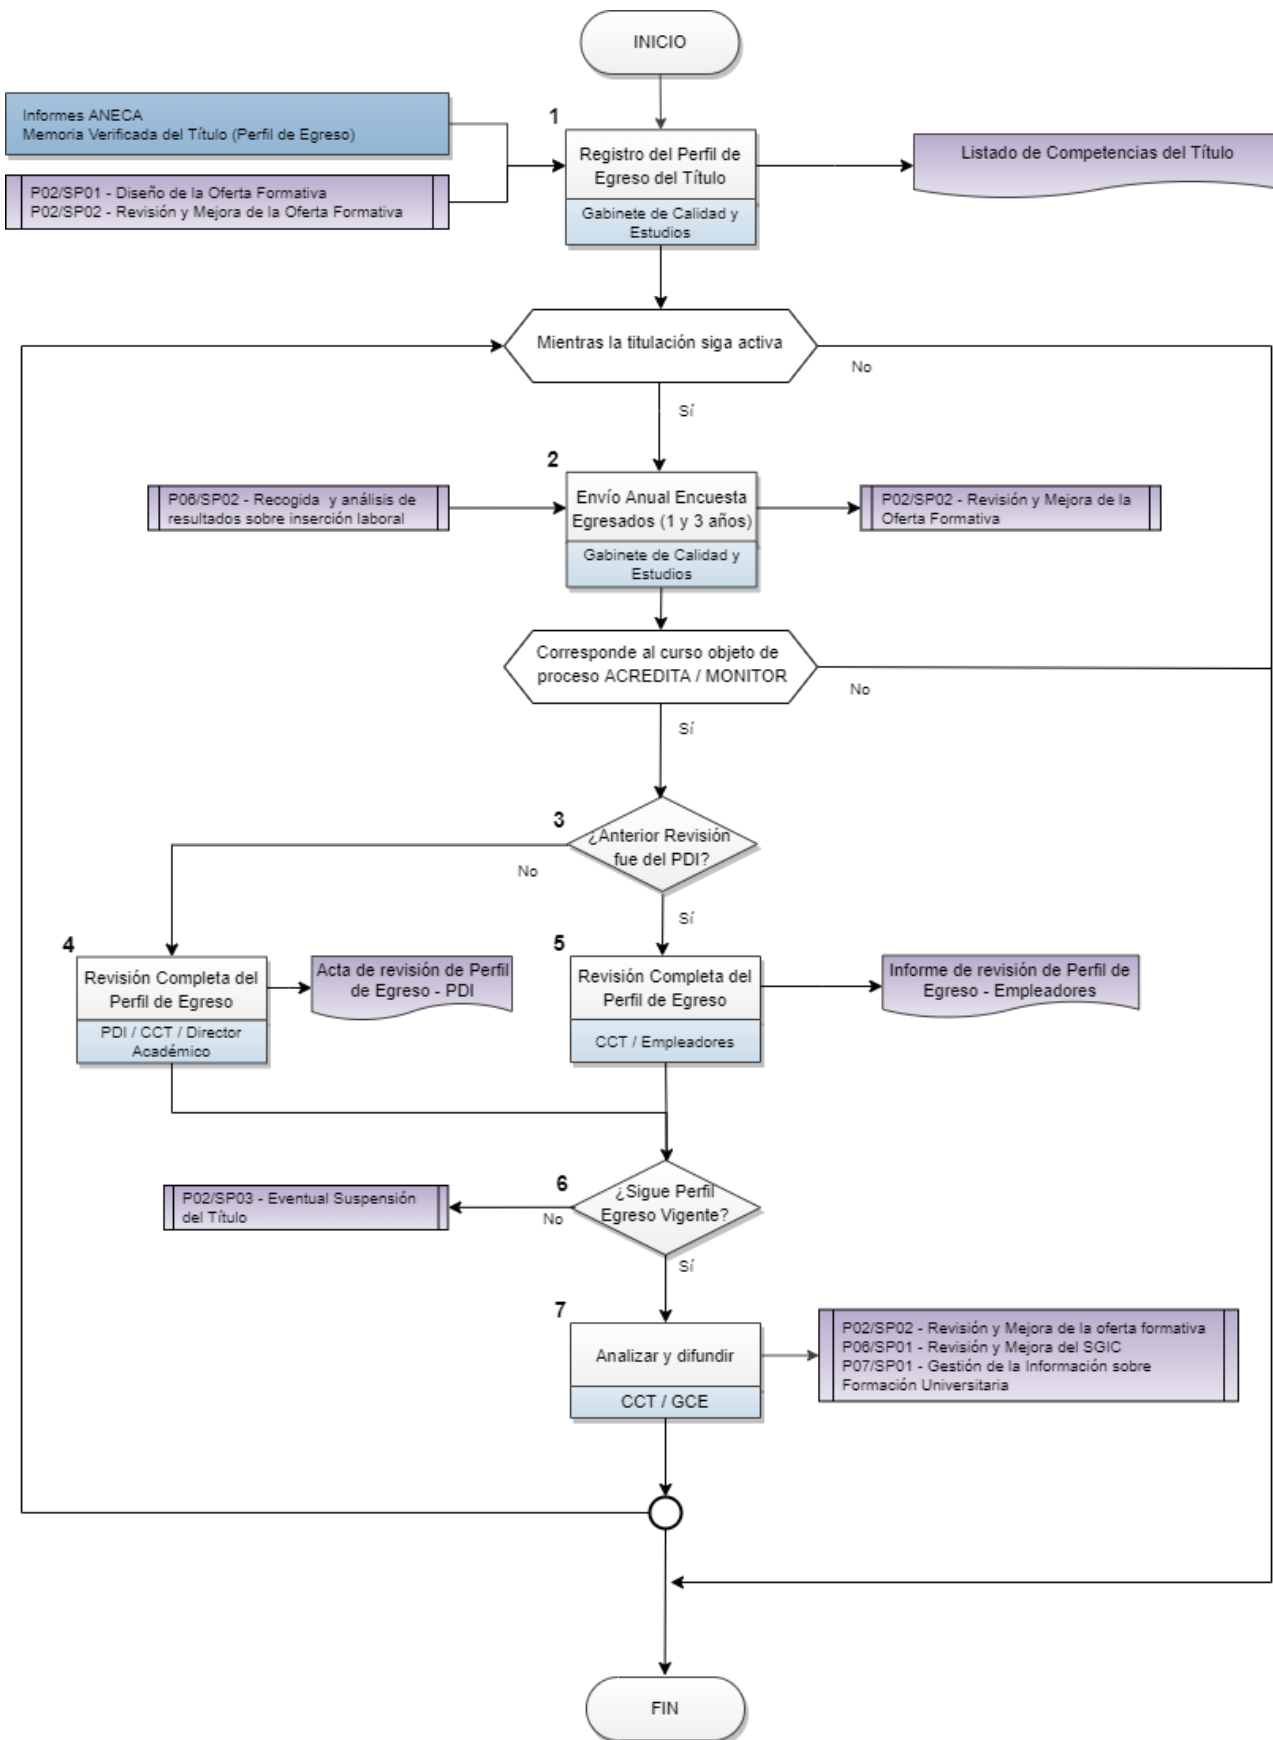 INICIO
Informes ANECA
Memoria Verificada del Título (Perfil de Egreso)
P02/SP01 - Diseño de la Oferta Formativa
P02/SP02 - Revisión y Mejora de la Oferta Formativa
1
Registro del Perfil de
Egreso del Título
Gabinete de Calidad y
Estudios
Listado de Competencias del Título
Mientras la titulación siga activa
No
Sí
2
P06/SP02 - Recogida y análisis de
resultados sobre inserción laboral
Envío Anual Encuesta
Egresados (1 y 3 años)
Gabinete de Calidad y
Estudios
P02/SP02 - Revisión y Mejora de la
Oferta Formativa
Corresponde al curso objeto de
proceso ACREDITA / MONITOR
No
Sí
3
¿Anterior Revisión
fue del PDI?
No
Sí
4
Revisión Completa del
Perfil de Egreso
PDI / CCT / Director
Académico
Acta de revisión de Perfil
de Egreso - PDI
5
Revisión Completa del
Perfil de Egreso
CCT / Empleadores
Informe de revisión de Perfil de
Egreso - Empleadores
6
¿Sigue Perfil
Egreso Vigente?
No
Sí
P02/SP03 - Eventual Suspensión
del Título
7
Analizar y difundir
CCT / GCE
P02/SP02 - Revisión y Mejora de la oferta formativa
P06/SP01 - Revisión y Mejora del SGIC
P07/SP01 - Gestión de la Información sobre
Formación Universitaria
FIN